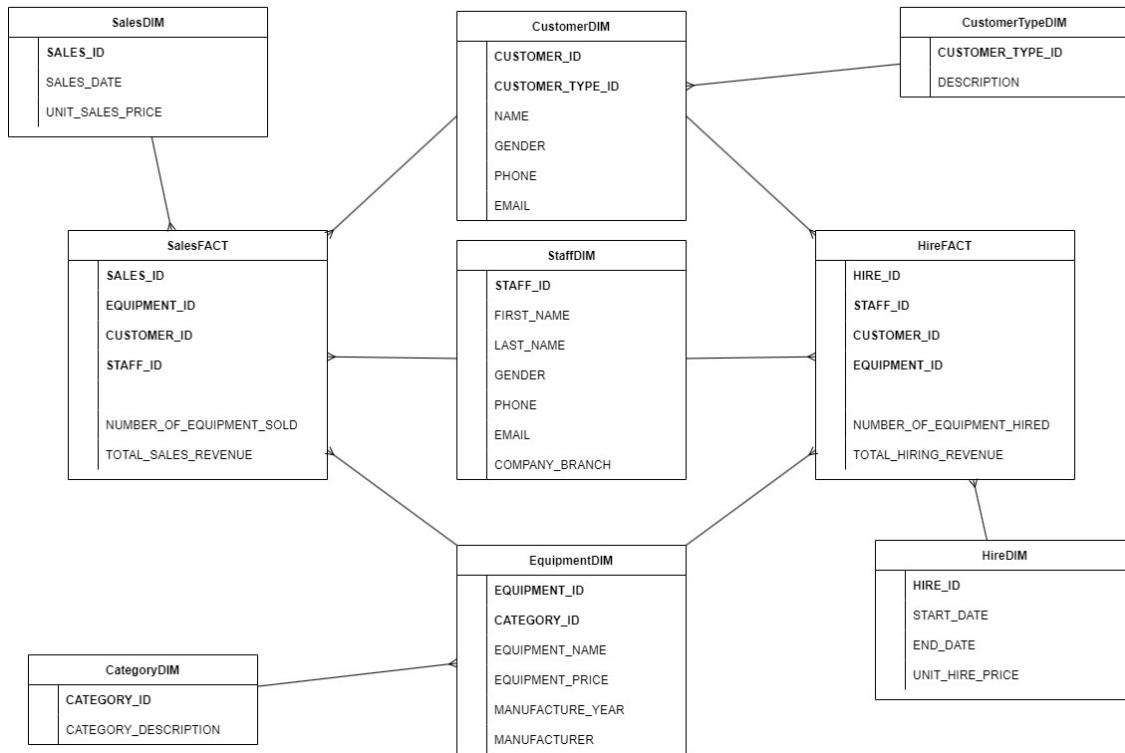 SalesDIM
SALES_ID
SALES_DATE
UNIT_SALES_PRICE
CustomerDIM
CUSTOMER_ID
CUSTOMER_TYPE_ID
NAME
GENDER
PHONE
EMAIL
CustomerTypeDIM
CUSTOMER_TYPE_ID
DESCRIPTION
SalesFACT
SALES_ID
EQUIPMENT_ID
CUSTOMER_ID
STAFF_ID
NUMBER_OF_EQUIPMENT_SOLD
TOTAL_SALES_REVENUE
StaffDIM
STAFF_ID
FIRST_NAME
LAST_NAME
GENDER
PHONE
EMAIL
COMPANY_BRANCH
HireFACT
HIRE_ID
STAFF_ID
CUSTOMER_ID
EQUIPMENT_ID
NUMBER_OF_EQUIPMENT_HIRED
TOTAL_HIRING_REVENUE
EquipmentDIM
EQUIPMENT_ID
CATEGORY_ID
EQUIPMENT_NAME
EQUIPMENT_PRICE
MANUFACTURE_YEAR
MANUFACTURER
HireDIM
HIRE_ID
START_DATE
END_DATE
UNIT_HIRE_PRICE
CategoryDIM
CATEGORY_ID
CATEGORY_DESCRIPTION